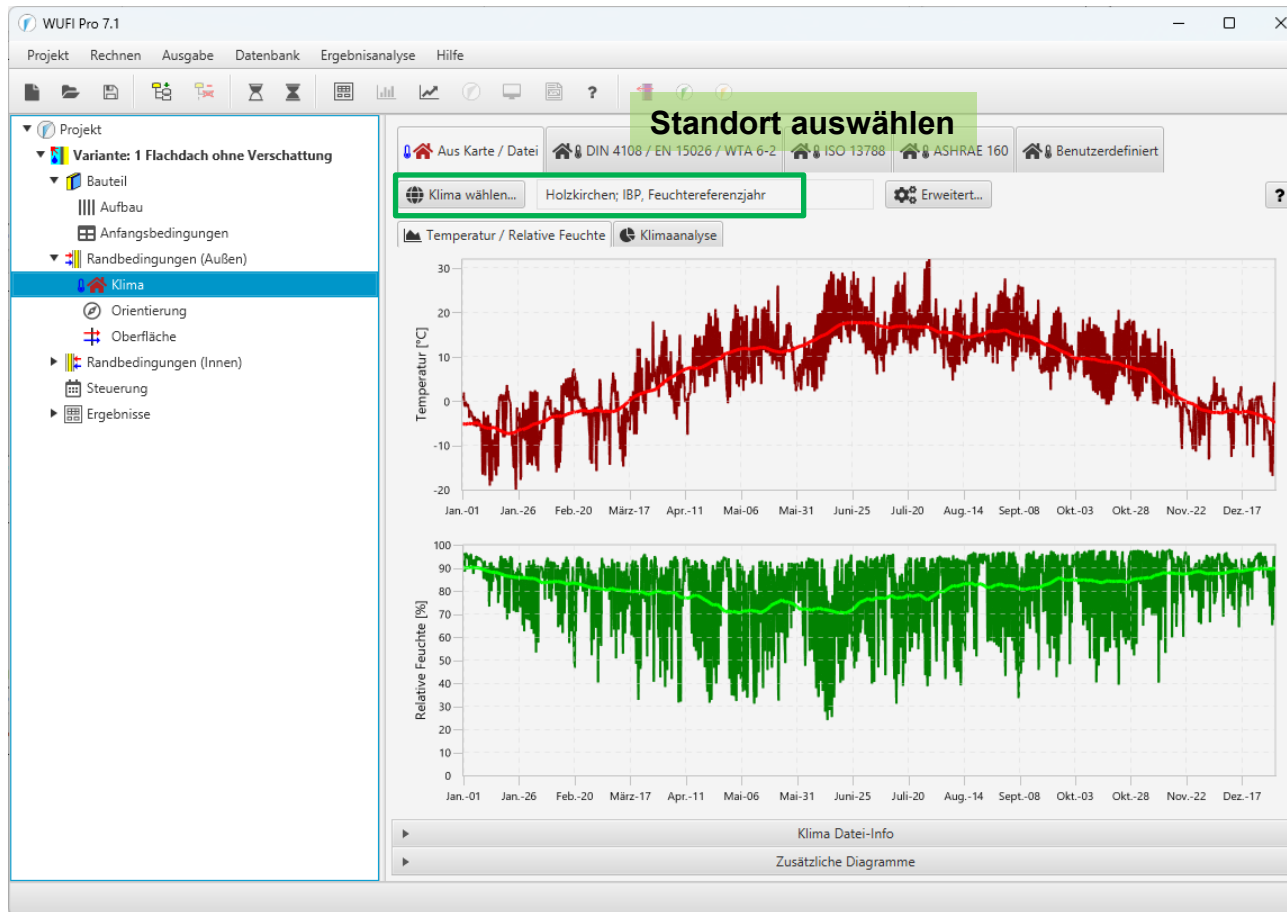 WUFI Pro 7.1
Projekt Rechnen Ausgabe Datenbank Ergebnisanalyse Hilfe
?
Standort auswählen
Projekt
Variante: 1 Flachdach ohne Verschattung
Bauteil
Aufbau
Anfangsbedingungen
Randbedingungen (Außen)
Klima
Orientierung
Oberfläche
Randbedingungen (Innen)
Steuerung
Ergebnisse
Aus Karte / Datei DIN 4108 / EN 15026 / WTA 6-2 ISO 13788 ASHRAE 160 Benutzerdefiniert
Klima wählen... Holzkirchen; IBP, Feuchtereferenzjahr Erweitert... ?
Temperatur / Relative Feuchte Klimaanalyse
Temperatur [°C]
30
20
10
0
-10
-20
Jan.-01 Jan.-26 Feb.-20 März-17 Apr.-11 Mai-06 Mai-31 Juni-25 Juli-20 Aug.-14 Sept.-08 Okt.-03 Okt.-28 Nov.-22 Dez.-17
Relative Feuchte [%]
100
90
80
70
60
50
40
30
20
10
0
Jan.-01 Jan.-26 Feb.-20 März-17 Apr.-11 Mai-06 Mai-31 Juni-25 Juli-20 Aug.-14 Sept.-08 Okt.-03 Okt.-28 Nov.-22 Dez.-17
Klima Datei-Info
Zusätzliche Diagramme